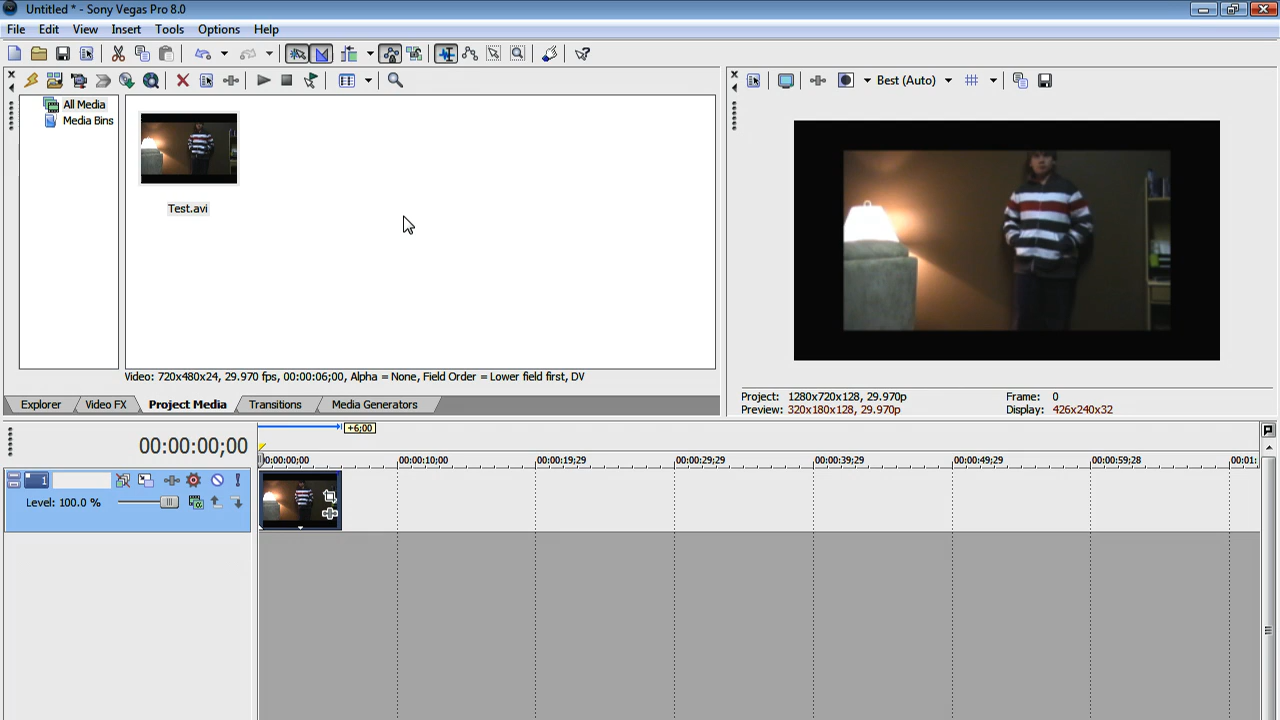 Untitled * - Sony Vegas Pro 8.0
File Edit View Insert Tools Options Help
Best (Auto)
All Media
Media Bins
Test.avi
Video: 720x480x24, 29.970 fps, 00:00:06;00, Alpha = None, Field Order = Lower field first, DV
Explorer Video FX Project Media Transitions Media Generators
Project: 1280x720x128, 29.970p Frame: 0
Preview: 320x180x128, 29.970p Display: 426x240x32
+6;00
00:00:00;00
00:00:00;00 00:00:10;00 00:00:19;29 00:00:29;29 00:00:39;29 00:00:49;29 00:00:59;28 00:01:
1
Level: 100.0 %